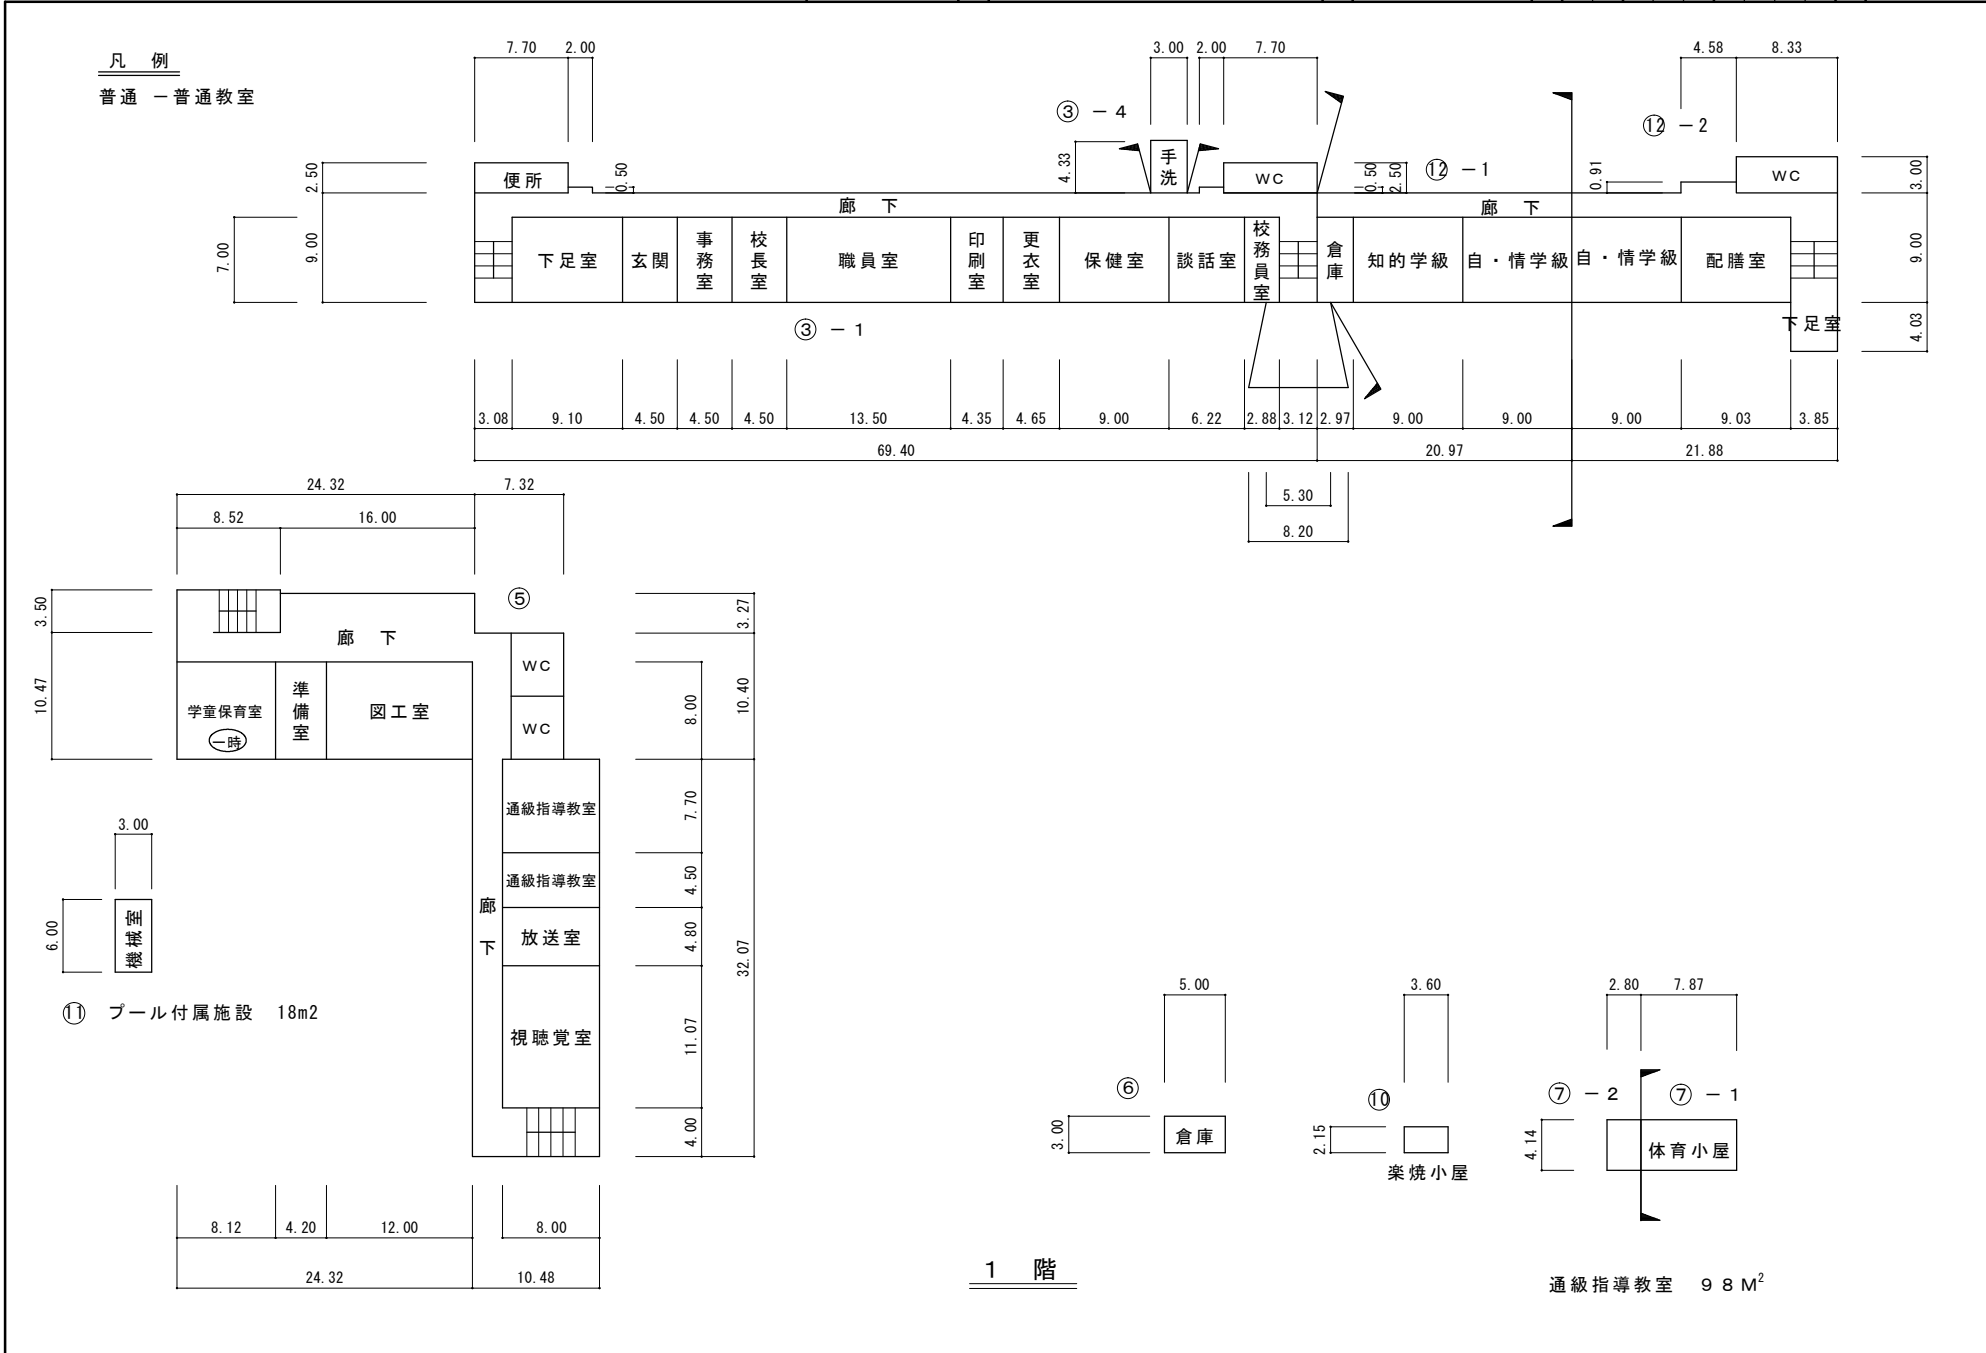 凡 例
普通 －普通教室
7.70 2.00
3.00 2.00 7.70
4.58 8.33
③ － 4
⑫ － 2
⑫ － 1
2.50
9.00
7.00
0.50
4.33
0.50
2.50
0.91
3.00
9.00
4.03
便所
手洗
WC
WC
廊 下
廊 下
下足室
玄関
事務室
校長室
職員室
印刷室
更衣室
保健室
談話室
校務員室
倉庫
知的学級
自・情学級
自・情学級
配膳室
下足室
③ － 1
3.08 9.10 4.50 4.50 4.50 13.50 4.35 4.65 9.00 6.22 2.88 3.12 2.97 9.00 9.00 9.00 9.03 3.85
69.40 20.97 21.88
5.30
8.20
24.32 7.32
8.52 16.00
⑤
3.50
10.47
廊 下
WC
WC
学童保育室
一時
準備室
図工室
3.27
10.40
8.00
7.70
4.50
4.80
32.07
11.07
4.00
通級指導教室
通級指導教室
廊下
放送室
視聴覚室
3.00
6.00
機械室
⑪ プール付属施設 18m2
8.12 4.20 12.00 8.00
24.32 10.48
5.00
⑥
3.00
倉庫
3.60
⑩
2.15
楽焼小屋
2.80 7.87
⑦ － 2 ⑦ － 1
4.14
体育小屋
1 階
通級指導教室 98M²